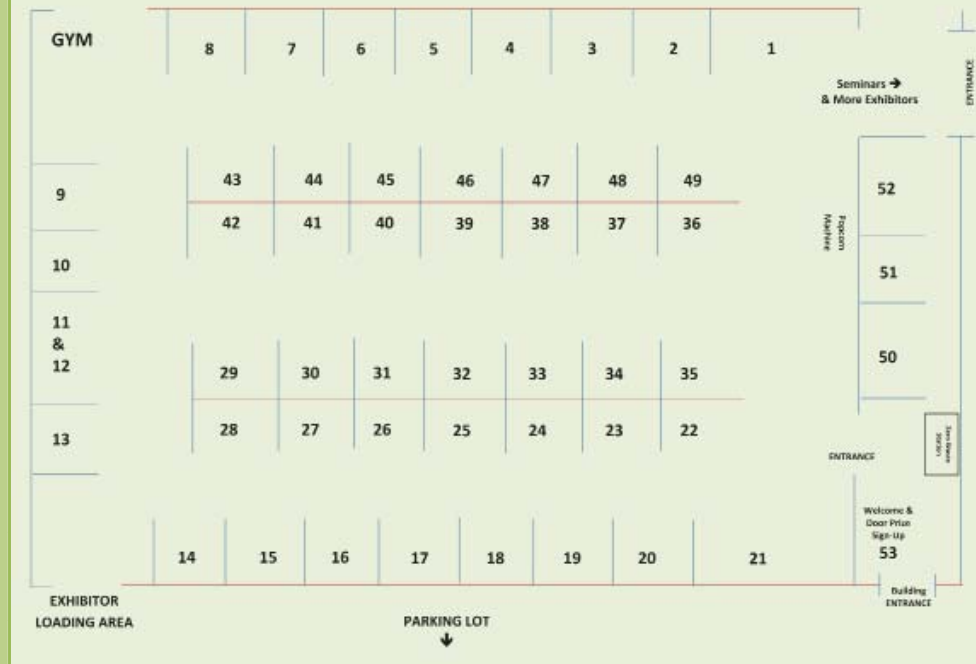 GYM
8 7 6 5 4 3 2 1
Seminars →
& More Exhibitors
ENTRANCE
43 44 45 46 47 48 49
42 41 40 39 38 37 36
9
10
11
&
12
13
52
Popcorn
Machine
51
50
29 30 31 32 33 34 35
28 27 26 25 24 23 22
ENTRANCE
Station
Welcome &
Door Prize
Sign-Up
53
14 15 16 17 18 19 20 21
Building
ENTRANCE
EXHIBITOR
LOADING AREA
PARKING LOT
↓